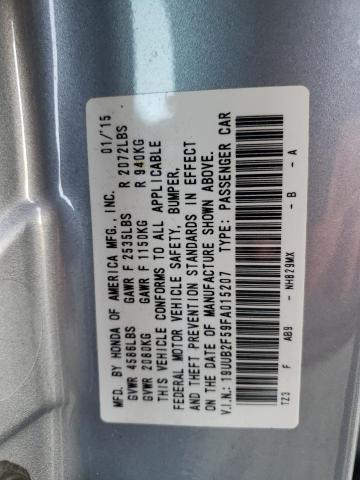 MFD. BY HONDA OF AMERICA MFG., INC. 01/'15
GVWR 4586LBS GAWR F 2535LBS R 2072LBS
GVWR 2080KG GAWR F 1150KG R 940KG
THIS VEHICLE CONFORMS TO ALL APPLICABLE
FEDERAL MOTOR VEHICLE SAFETY, BUMPER,
AND THEFT PREVENTION STANDARDS IN EFFECT
ON THE DATE OF MANUFACTURE SHOWN ABOVE.
V.I.N.: 19UUB2F59FA015207 TYPE: PASSENGER CAR
TZ3 F AB9 - NH829MX - B - A